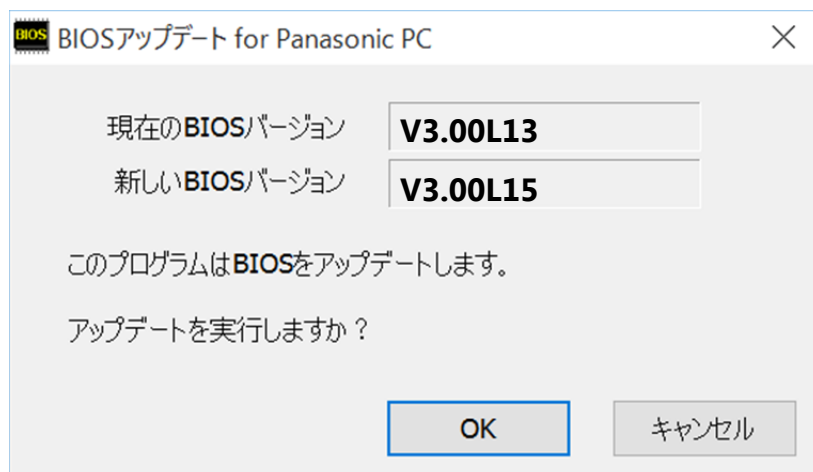 BIOS BIOSアップデート for Panasonic PC
現在のBIOSバージョン V3.00L13
新しいBIOSバージョン V3.00L15
このプログラムはBIOSをアップデートします。
アップデートを実行しますか？
OK キャンセル